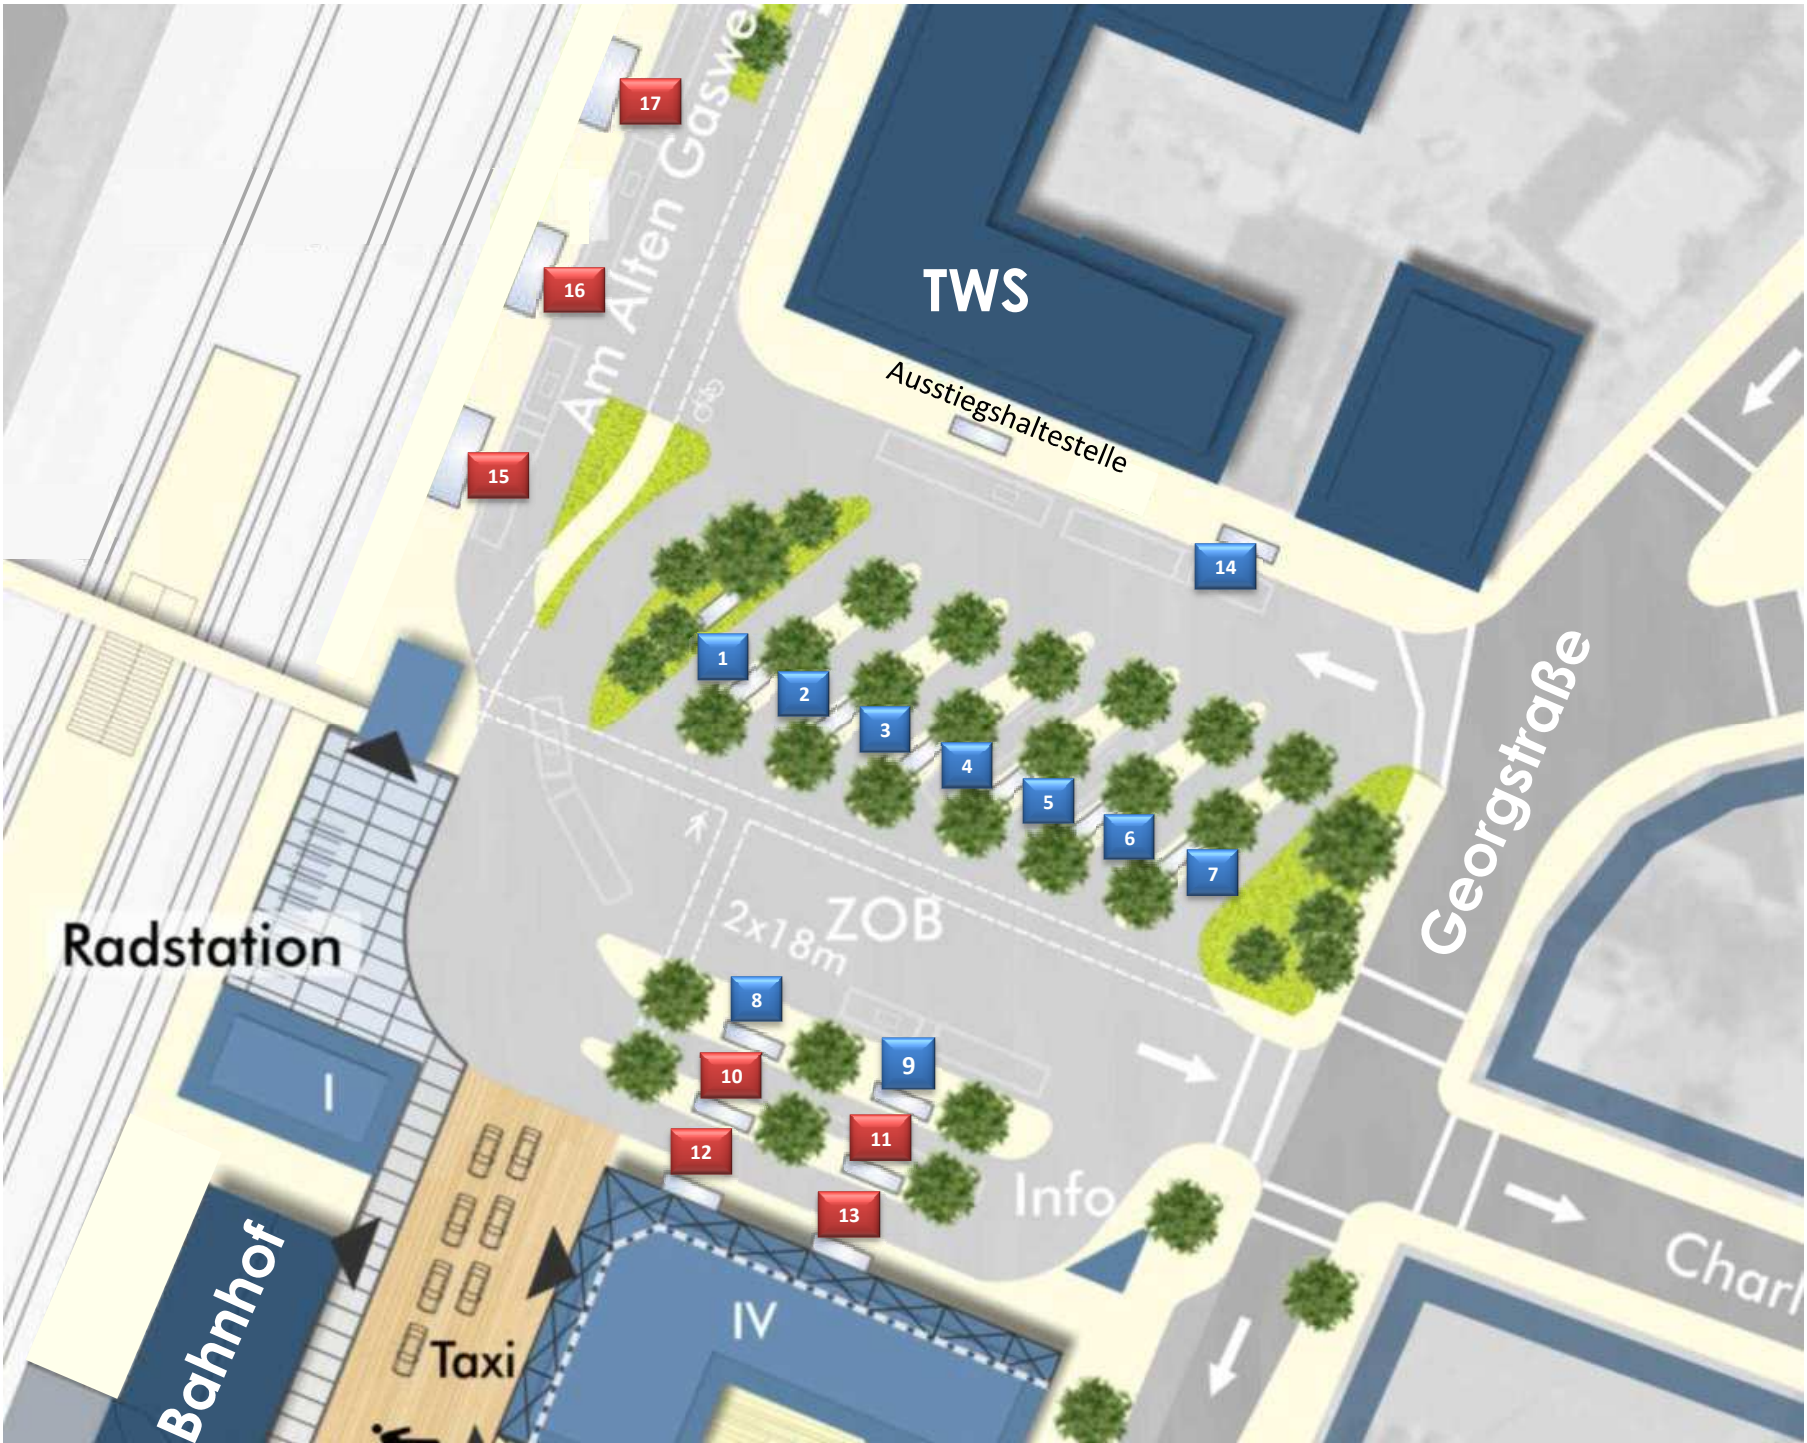 17
Am Alten Gaswe
16
TWS
Ausstiegshaltestelle
15
14
1
2
3
4
5
6
7
Georgstraße
ZOB
2x18m
Radstation
8
9
10
11
12
13
I
Info
Charl
IV
Bahnhof
Taxi